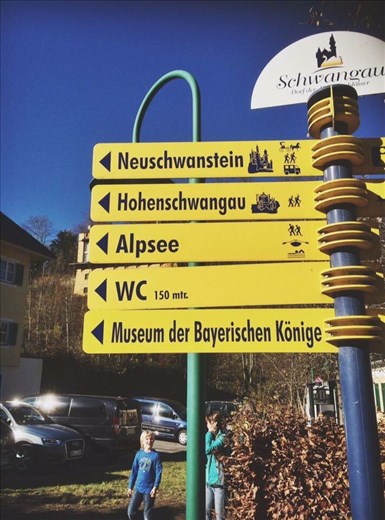 Schwangau
Neuschwanstein
Hohenschwangau
Alpsee
WC 150 mtr.
Museum der Bayerischen Könige